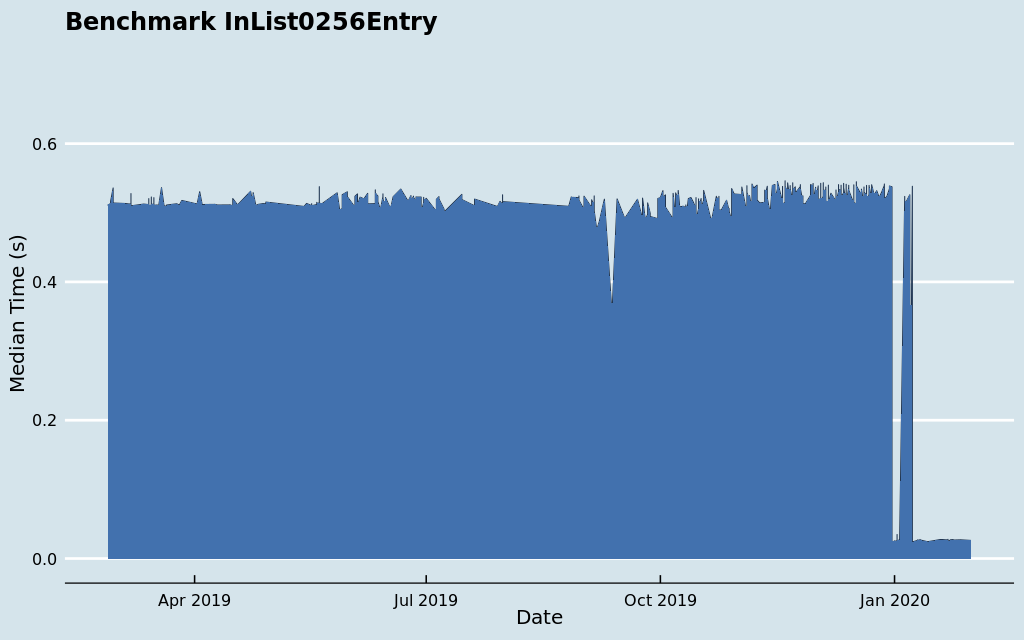 Benchmark InList0256Entry
Median Time (s)
0.6
0.4
0.2
0.0
Apr 2019
Jul 2019
Oct 2019
Jan 2020
Date